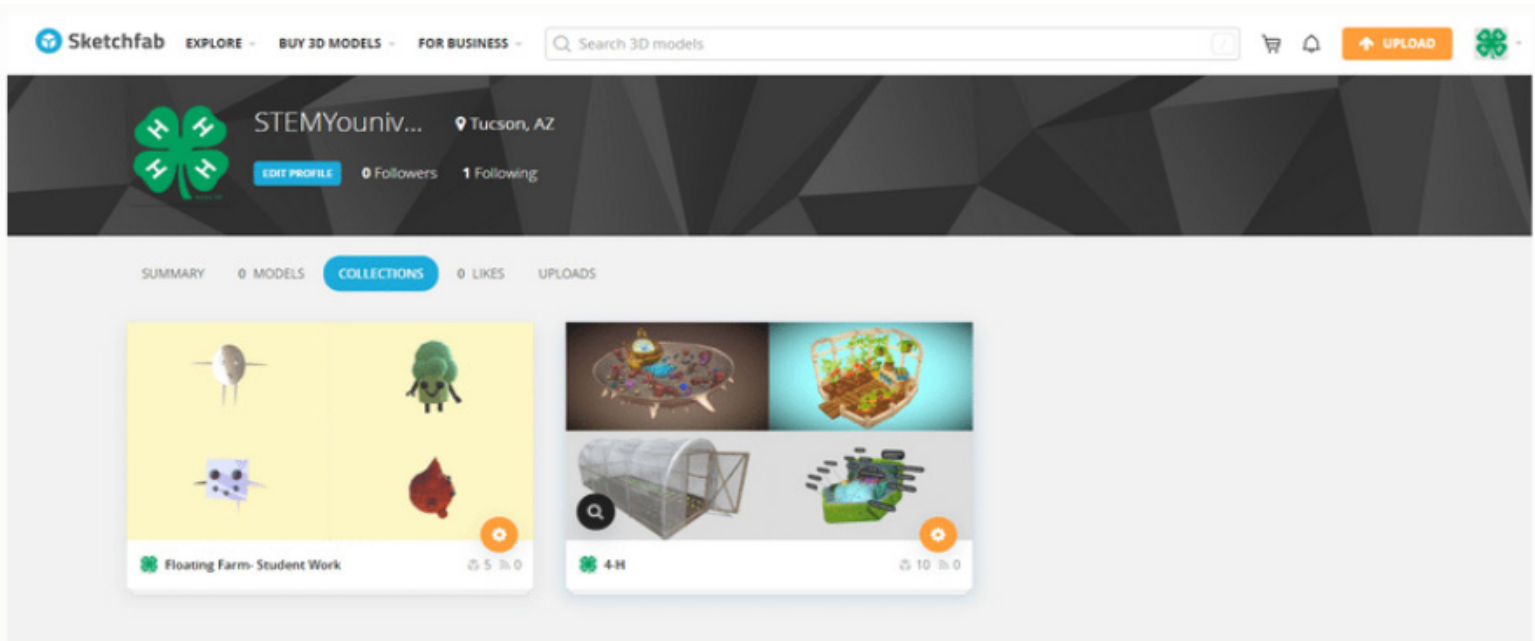 Sketchfab EXPLORE BUY 3D MODELS FOR BUSINESS Search 3D models / UPLOAD
STEMYouniv... Tucson, AZ
H H
H H
EDIT PROFILE 0 Followers 1 Following
SUMMARY 0 MODELS COLLECTIONS 0 LIKES UPLOADS
Floating Farm- Student Work 5 0
4-H 10 0